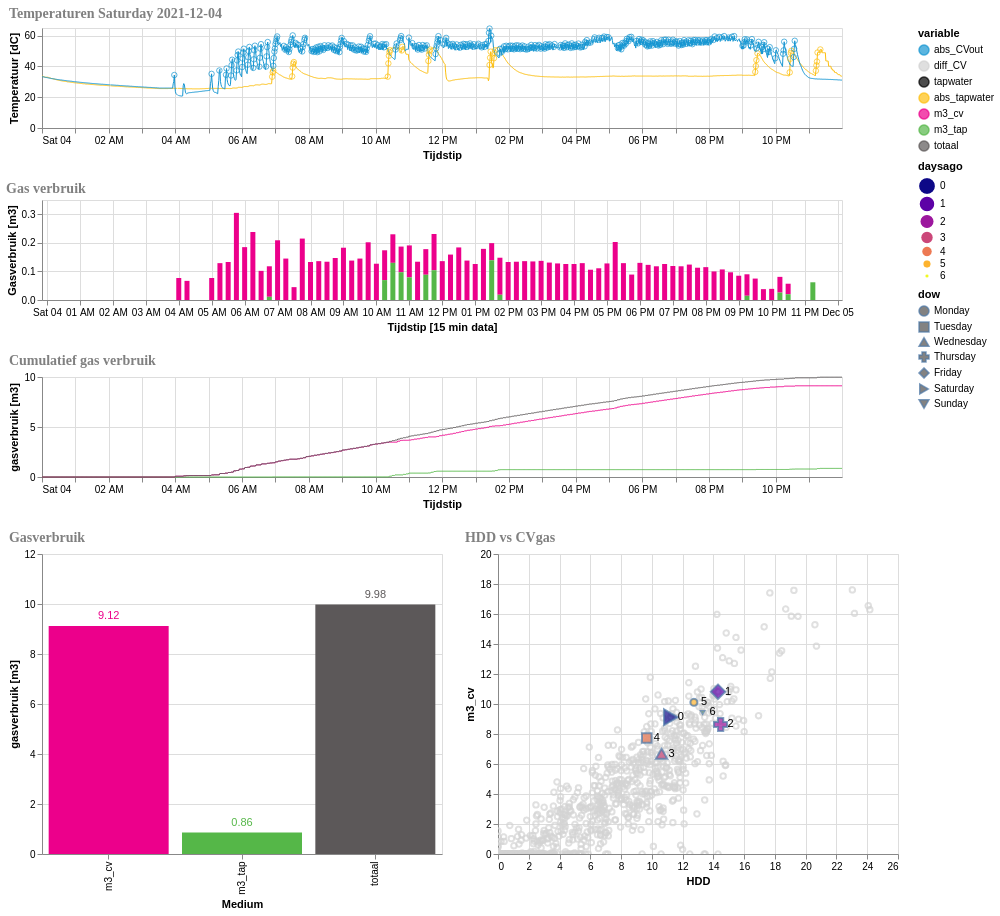 Temperaturen Saturday 2021-12-04
Temperatuur [dC]
60
40
20
0
Sat 04 02 AM 04 AM 06 AM 08 AM 10 AM 12 PM 02 PM 04 PM 06 PM 08 PM 10 PM
Tijdstip
Gas verbruik
Gasverbruik [m3]
0.3
0.2
0.1
0.0
Sat 04 01 AM 02 AM 03 AM 04 AM 05 AM 06 AM 07 AM 08 AM 09 AM 10 AM 11 AM 12 PM 01 PM 02 PM 03 PM 04 PM 05 PM 06 PM 07 PM 08 PM 09 PM 10 PM 11 PM Dec 05
Tijdstip [15 min data]
Cumulatief gas verbruik
gasverbruik [m3]
10
5
0
Sat 04 02 AM 04 AM 06 AM 08 AM 10 AM 12 PM 02 PM 04 PM 06 PM 08 PM 10 PM
Tijdstip
variable
abs_CVout
diff_CV
tapwater
abs_tapwater
m3_cv
m3_tap
totaal
daysago
0
1
2
3
4
5
6
dow
Monday
Tuesday
Wednesday
Thursday
Friday
Saturday
Sunday
Gasverbruik
gasverbruik [m3]
12
10
8
6
4
2
0
9.12
0.86
9.98
m3_cv
m3_tap
totaal
Medium
HDD vs CVgas
m3_cv
20
18
16
14
12
10
8
6
4
2
0
1
5
6
0
2
4
3
0 2 4 6 8 10 12 14 16 18 20 22 24 26
HDD